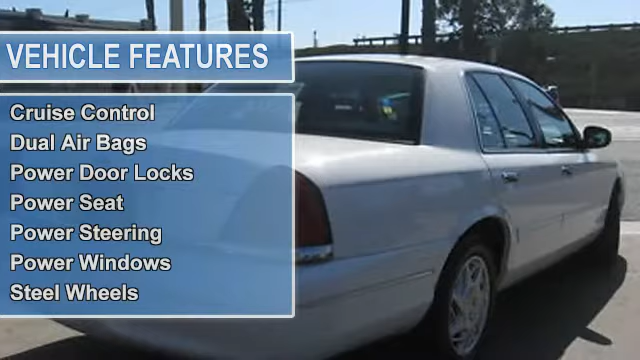 VEHICLE FEATURES
Cruise Control
Dual Air Bags
Power Door Locks
Power Seat
Power Steering
Power Windows
Steel Wheels